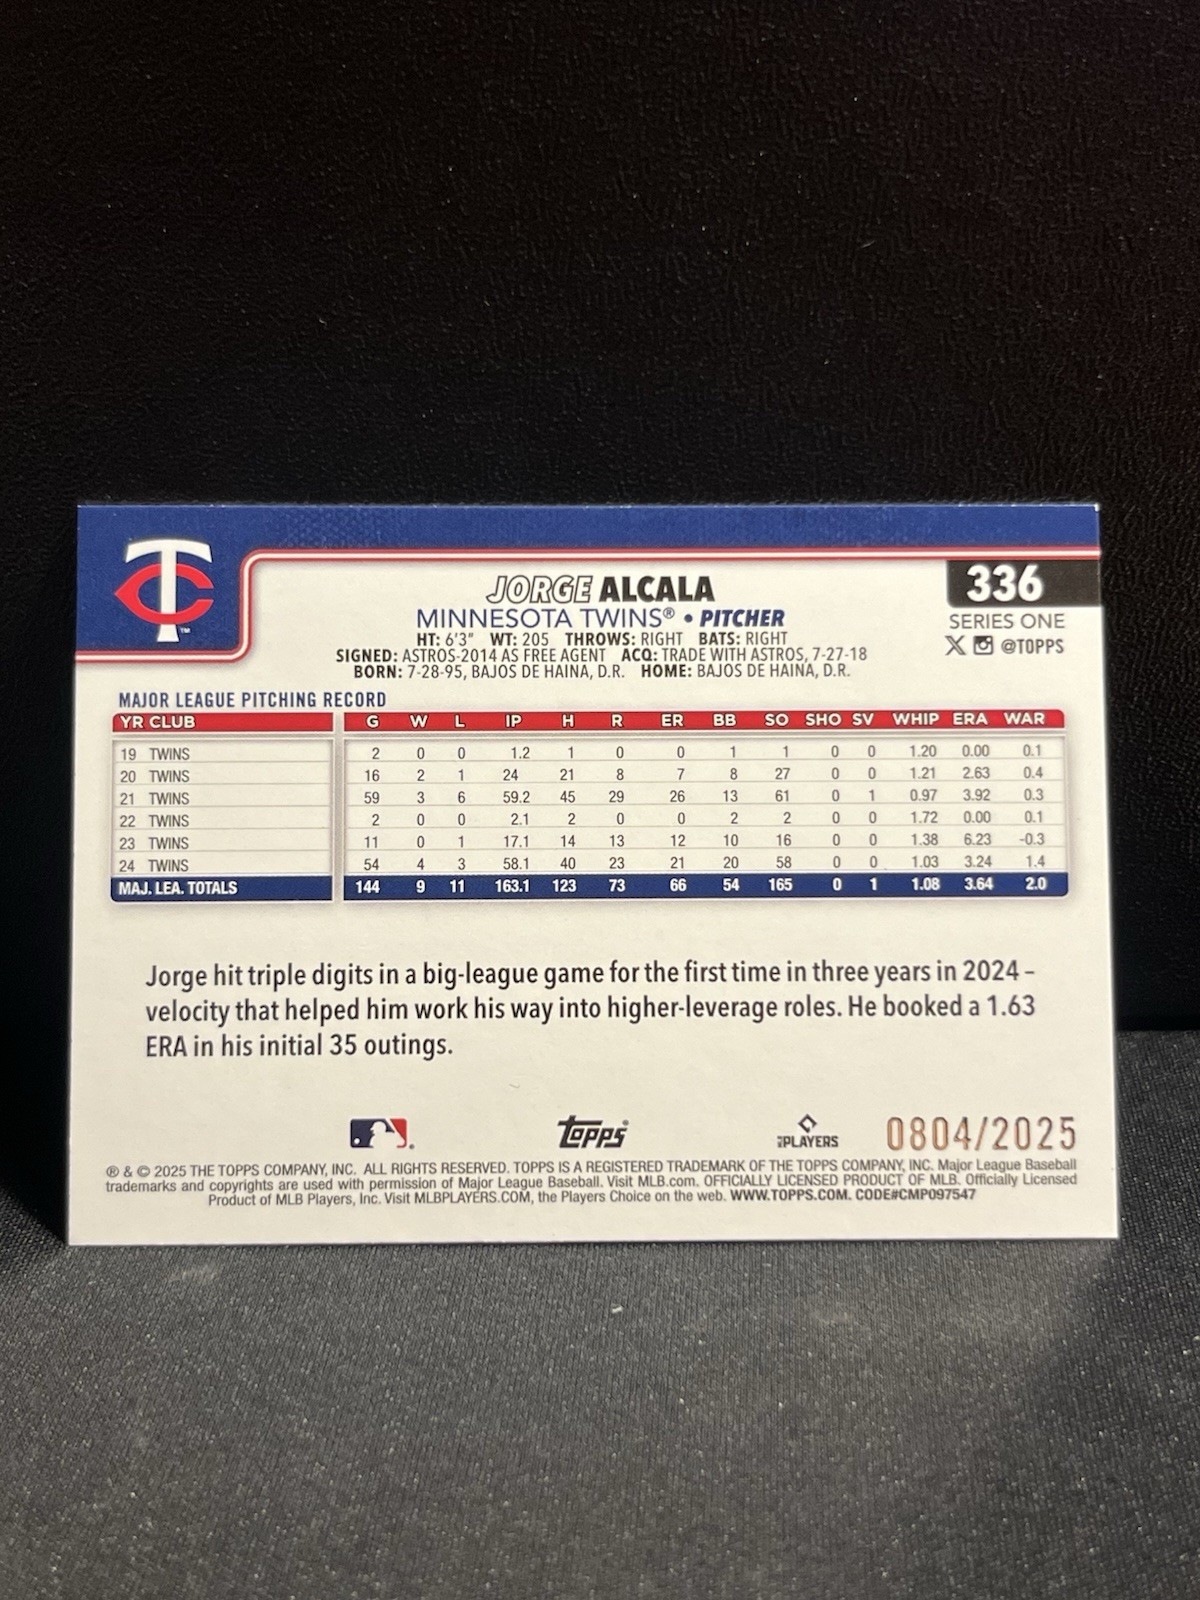 TC™
JORGE ALCALA
336
MINNESOTA TWINS® • PITCHER
SERIES ONE
HT: 6'3" WT: 205 THROWS: RIGHT BATS: RIGHT
@TOPPS
SIGNED: ASTROS-2014 AS FREE AGENT ACQ: TRADE WITH ASTROS, 7-27-18
BORN: 7-28-95, BAJOS DE HAINA, D.R. HOME: BAJOS DE HAINA, D.R.
MAJOR LEAGUE PITCHING RECORD
YR CLUB G W L IP H R ER BB SO SHO SV WHIP ERA WAR
19 TWINS 2 0 0 1.2 1 0 0 1 1 0 0 1.20 0.00 0.1
20 TWINS 16 2 1 24 21 8 7 8 27 0 0 1.21 2.63 0.4
21 TWINS 59 3 6 59.2 45 29 26 13 61 0 1 0.97 3.92 0.3
22 TWINS 2 0 0 2.1 2 0 0 2 2 0 0 1.72 0.00 0.1
23 TWINS 11 0 1 17.1 14 13 12 10 16 0 0 1.38 6.23 -0.3
24 TWINS 54 4 3 58.1 40 23 21 20 58 0 0 1.03 3.24 1.4
MAJ. LEA. TOTALS 144 9 11 163.1 123 73 66 54 165 0 1 1.08 3.64 2.0
Jorge hit triple digits in a big-league game for the first time in three years in 2024 –
velocity that helped him work his way into higher-leverage roles. He booked a 1.63
ERA in his initial 35 outings.
Topps® PLAYERS 0804/2025
® & © 2025 THE TOPPS COMPANY, INC. ALL RIGHTS RESERVED. TOPPS IS A REGISTERED TRADEMARK OF THE TOPPS COMPANY, INC. Major League Baseball
trademarks and copyrights are used with permission of Major League Baseball. Visit MLB.com. OFFICIALLY LICENSED PRODUCT OF MLB. Officially Licensed
Product of MLB Players, Inc. Visit MLBPLAYERS.COM, the Players Choice on the web. WWW.TOPPS.COM. CODE#CMP097547